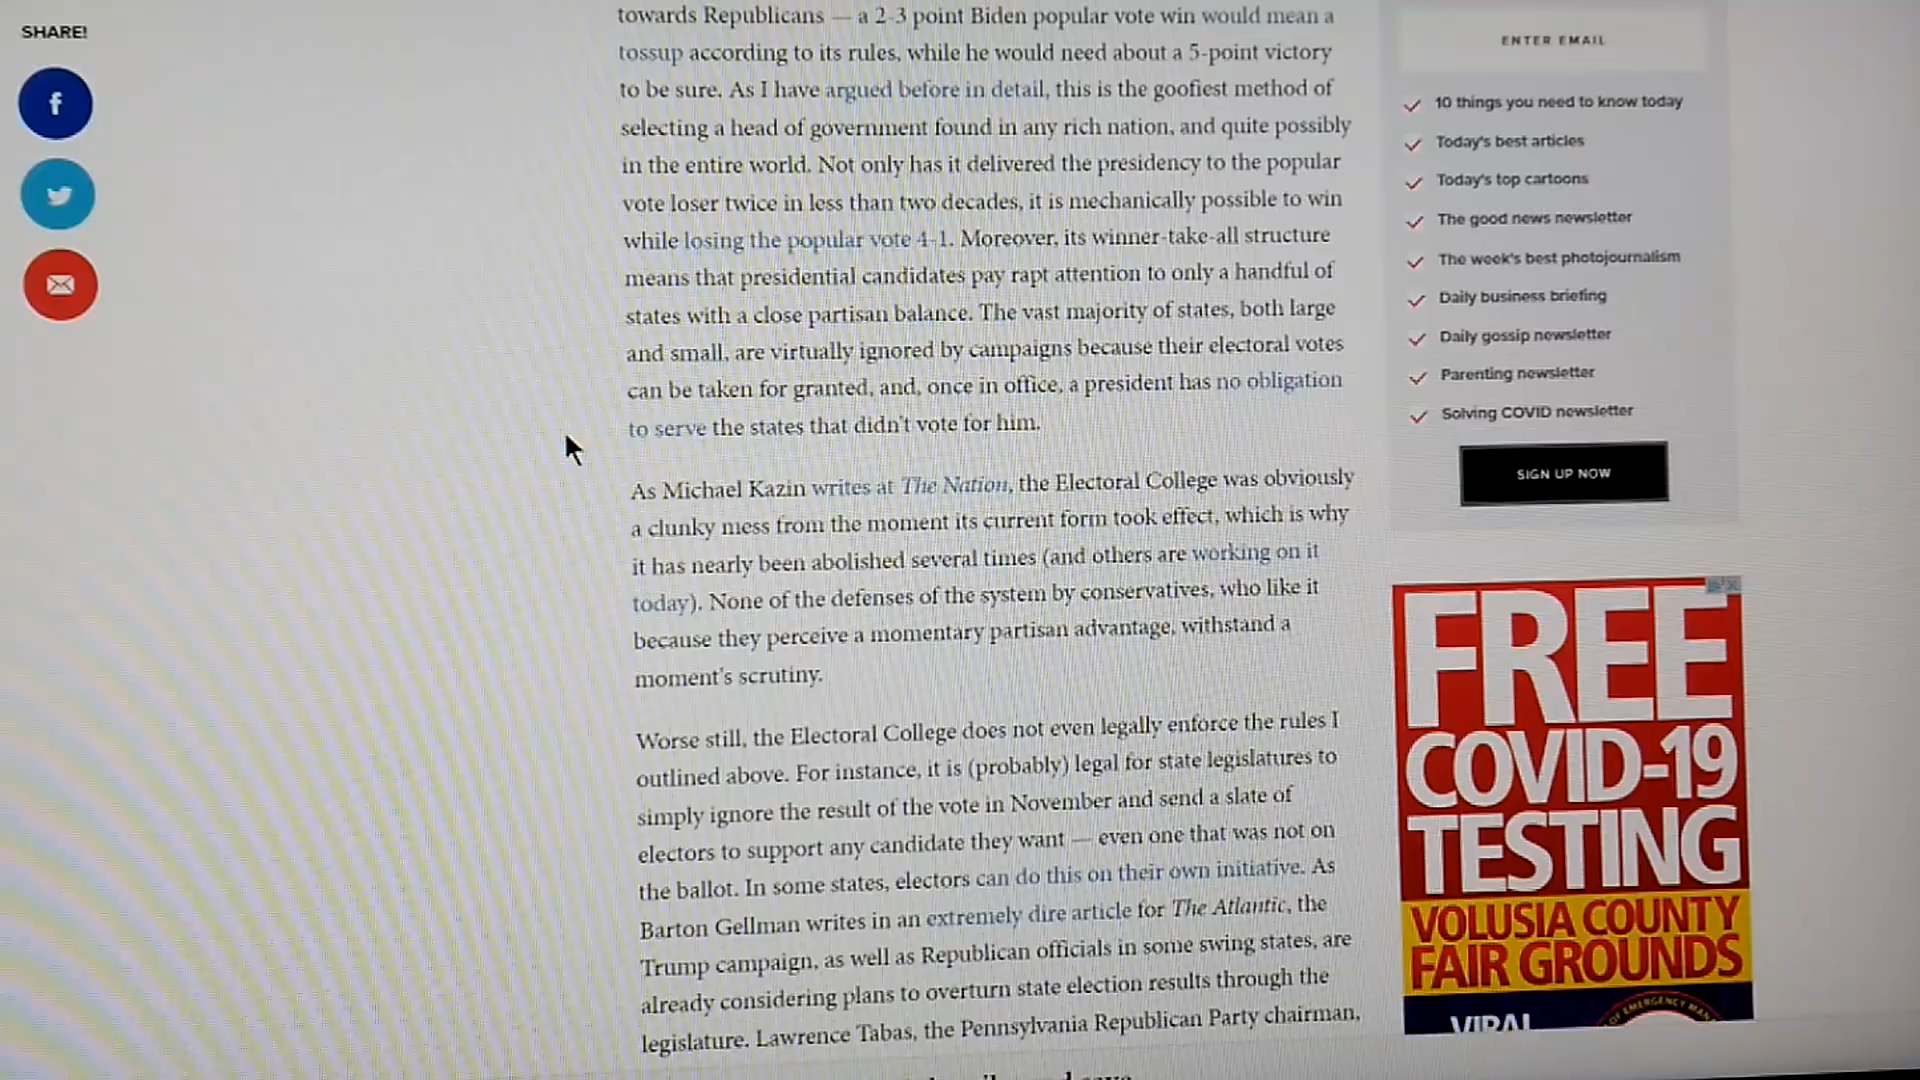 SHARE!
towards Republicans — a 2-3 point Biden popular vote win would mean a
tossup according to its rules, while he would need about a 5-point victory
to be sure. As I have argued before in detail, this is the goofiest method of
selecting a head of government found in any rich nation, and quite possibly
in the entire world. Not only has it delivered the presidency to the popular
vote loser twice in less than two decades, it is mechanically possible to win
while losing the popular vote 4-1. Moreover, its winner-take-all structure
means that presidential candidates pay rapt attention to only a handful of
states with a close partisan balance. The vast majority of states, both large
and small, are virtually ignored by campaigns because their electoral votes
can be taken for granted, and, once in office, a president has no obligation
to serve the states that didn't vote for him.
As Michael Kazin writes at The Nation, the Electoral College was obviously
a clunky mess from the moment its current form took effect, which is why
it has nearly been abolished several times (and others are working on it
today). None of the defenses of the system by conservatives, who like it
because they perceive a momentary partisan advantage, withstand a
moment's scrutiny.
Worse still, the Electoral College does not even legally enforce the rules I
outlined above. For instance, it is (probably) legal for state legislatures to
simply ignore the result of the vote in November and send a slate of
electors to support any candidate they want — even one that was not on
the ballot. In some states, electors can do this on their own initiative. As
Barton Gellman writes in an extremely dire article for The Atlantic, the
Trump campaign, as well as Republican officials in some swing states, are
already considering plans to overturn state election results through the
legislature. Lawrence Tabas, the Pennsylvania Republican Party chairman,
ENTER EMAIL
10 things you need to know today
Today's best articles
Today's top cartoons
The good news newsletter
The week's best photojournalism
Daily business briefing
Daily gossip newsletter
Parenting newsletter
Solving COVID newsletter
SIGN UP NOW
FREE
COVID-19
TESTING
VOLUSIA COUNTY
FAIR GROUNDS
VIRAL
OF EMERGENCY